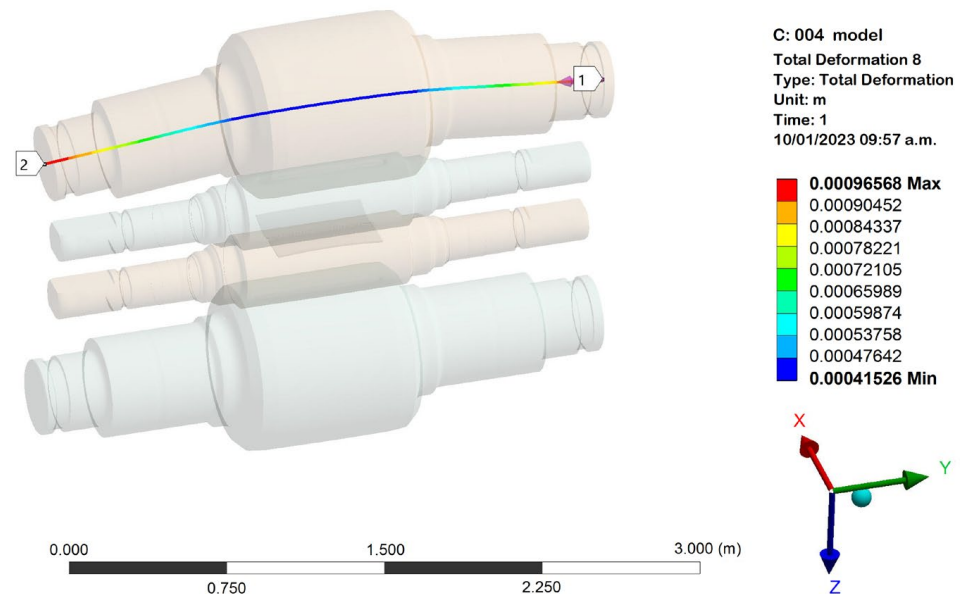 C: 004 model
Total Deformation 8
Type: Total Deformation
Unit: m
Time: 1
10/01/2023 09:57 a.m.
1
2
0.00096568 Max
0.00090452
0.00084337
0.00078221
0.00072105
0.00065989
0.00059874
0.00053758
0.00047642
0.00041526 Min
X
Y
Z
0.000 1.500 3.000 (m)
0.750 2.250